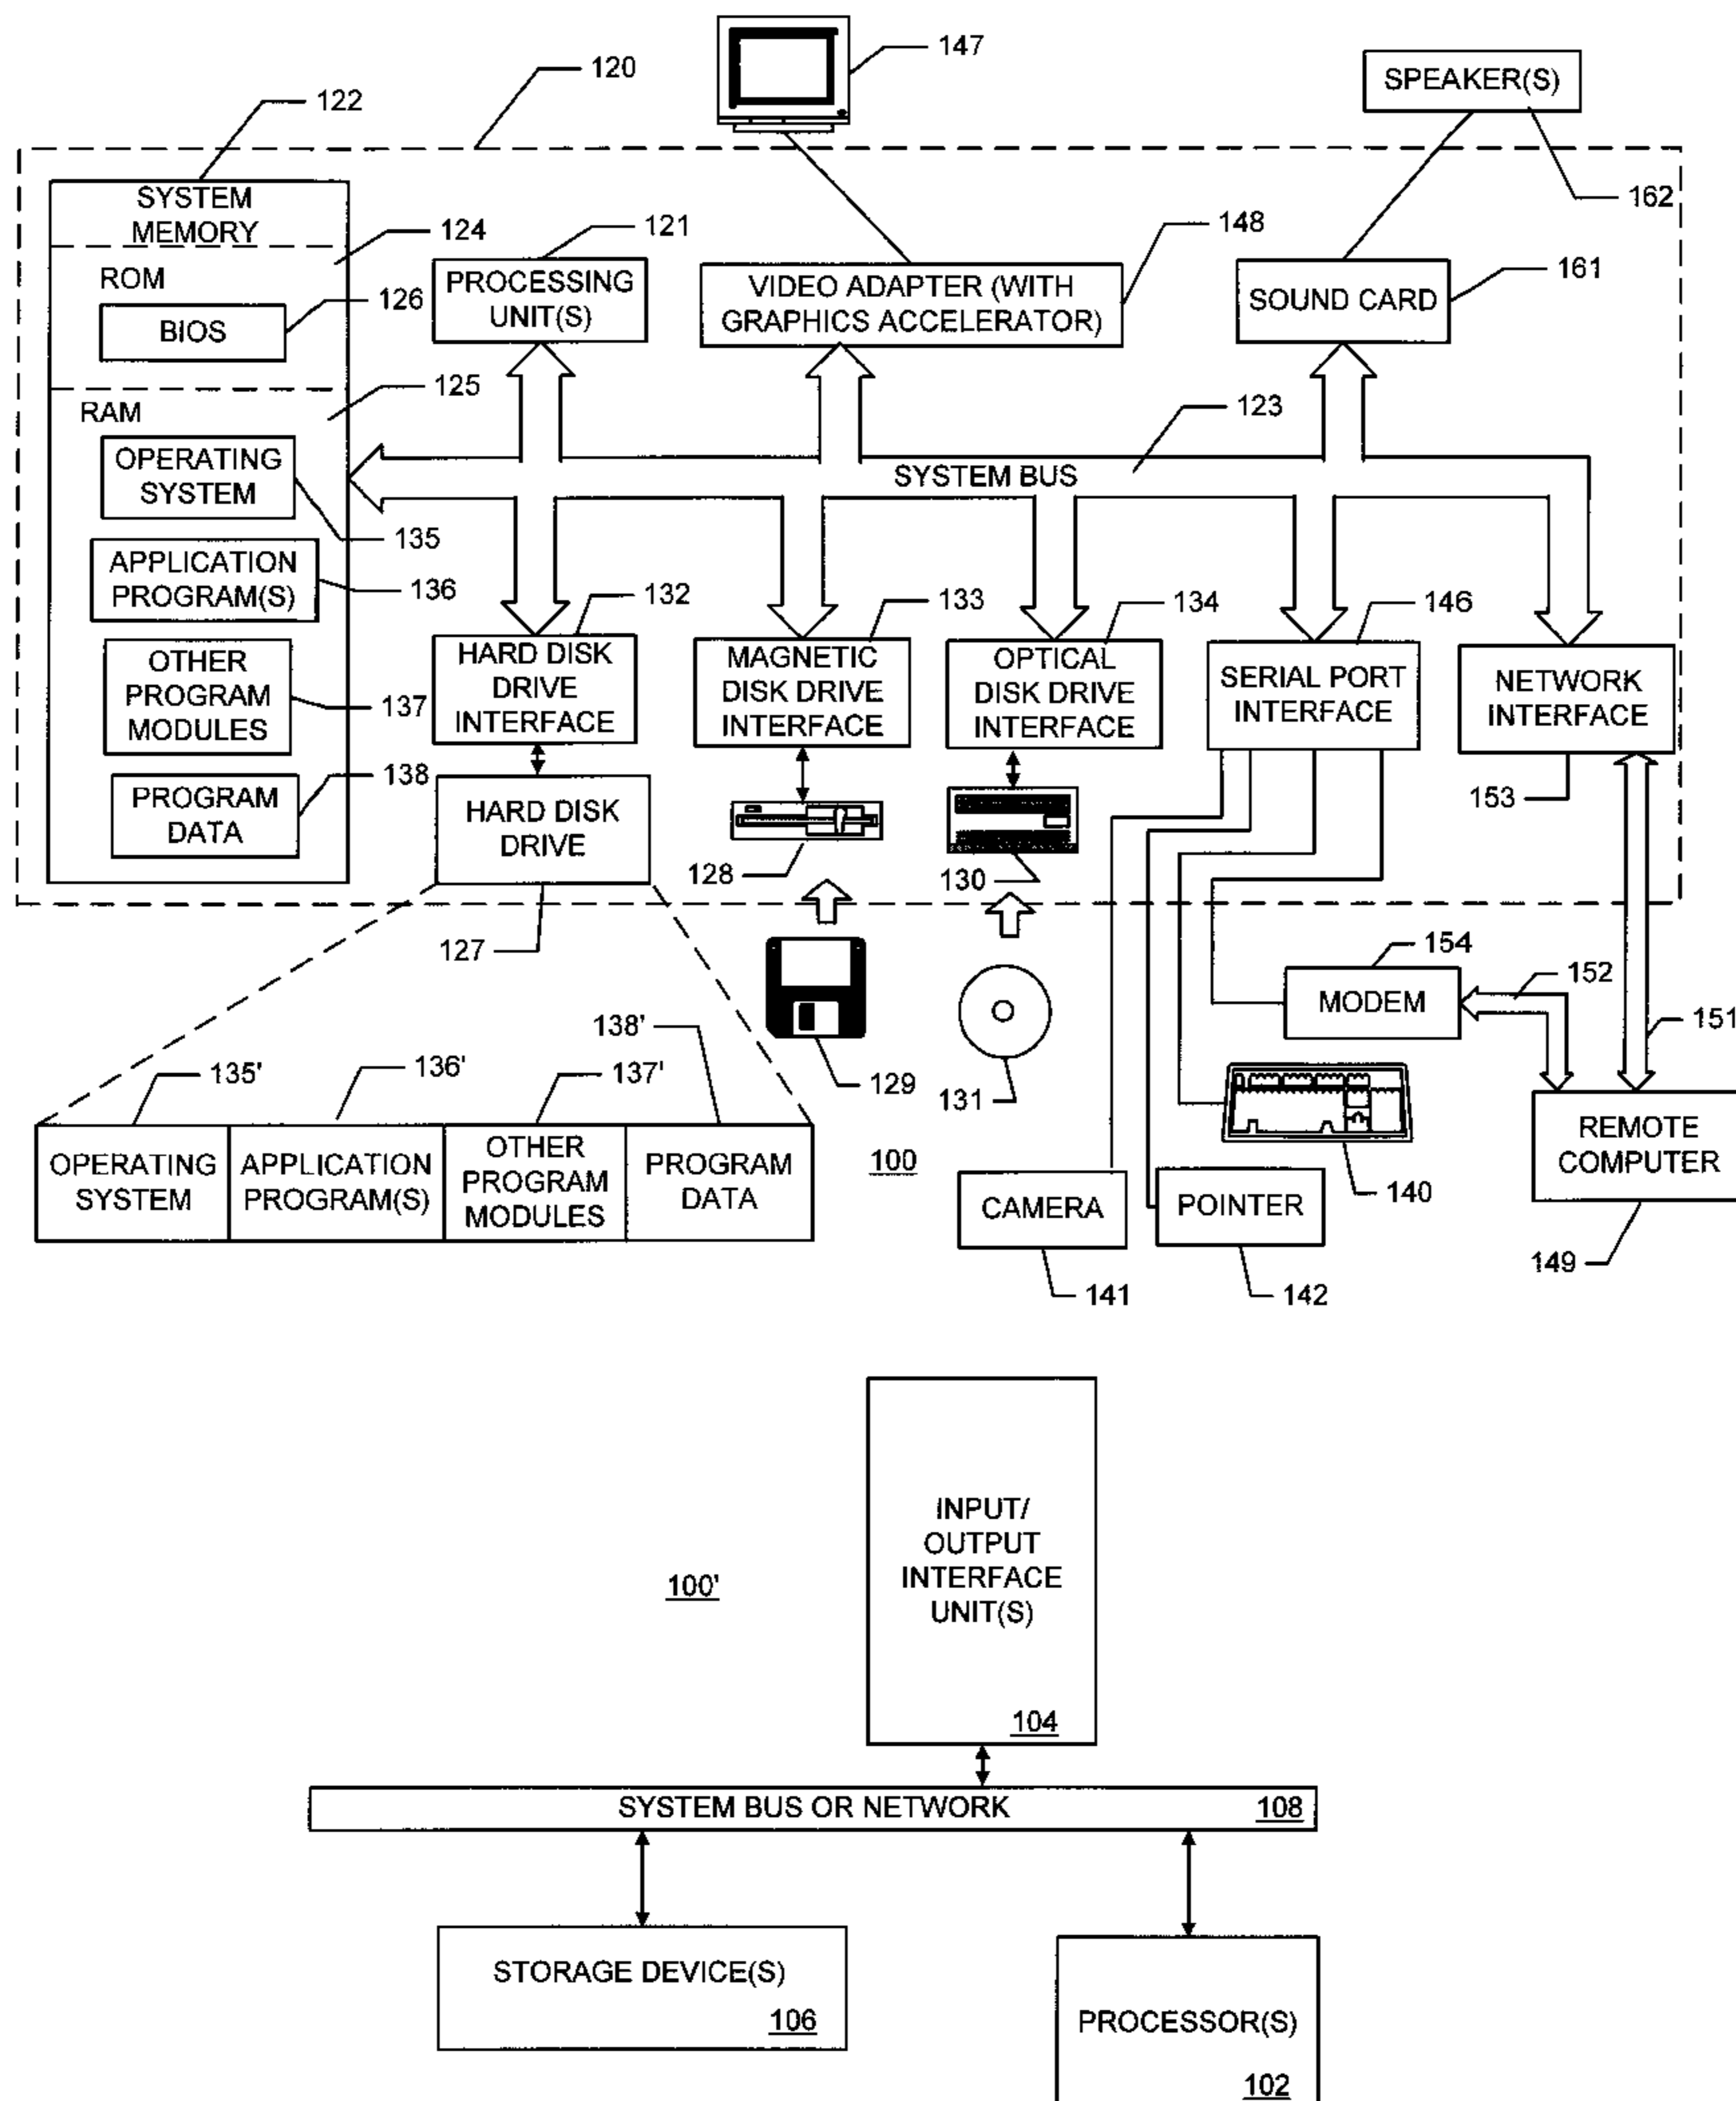 147
120
SPEAKER(S)
122
162
SYSTEM
MEMORY
124
121
148
ROM
126
PROCESSING
UNIT(S)
VIDEO ADAPTER (WITH
GRAPHICS ACCELERATOR)
SOUND CARD
161
BIOS
125
RAM
123
OPERATING
SYSTEM
SYSTEM BUS
135
APPLICATION
PROGRAM(S)
136
132
133
134
146
OTHER
PROGRAM
MODULES
137
HARD DISK
DRIVE
INTERFACE
MAGNETIC
DISK DRIVE
INTERFACE
OPTICAL
DISK DRIVE
INTERFACE
SERIAL PORT
INTERFACE
NETWORK
INTERFACE
138
153
PROGRAM
DATA
HARD DISK
DRIVE
128
130
127
154
152
MODEM
151
138'
135'
136'
137'
129
131
OPERATING
SYSTEM
APPLICATION
PROGRAM(S)
OTHER
PROGRAM
MODULES
PROGRAM
DATA
100
CAMERA
POINTER
140
REMOTE
COMPUTER
149
141
142
INPUT/
OUTPUT
INTERFACE
UNIT(S)
100'
104
SYSTEM BUS OR NETWORK
108
STORAGE DEVICE(S)
106
PROCESSOR(S)
102